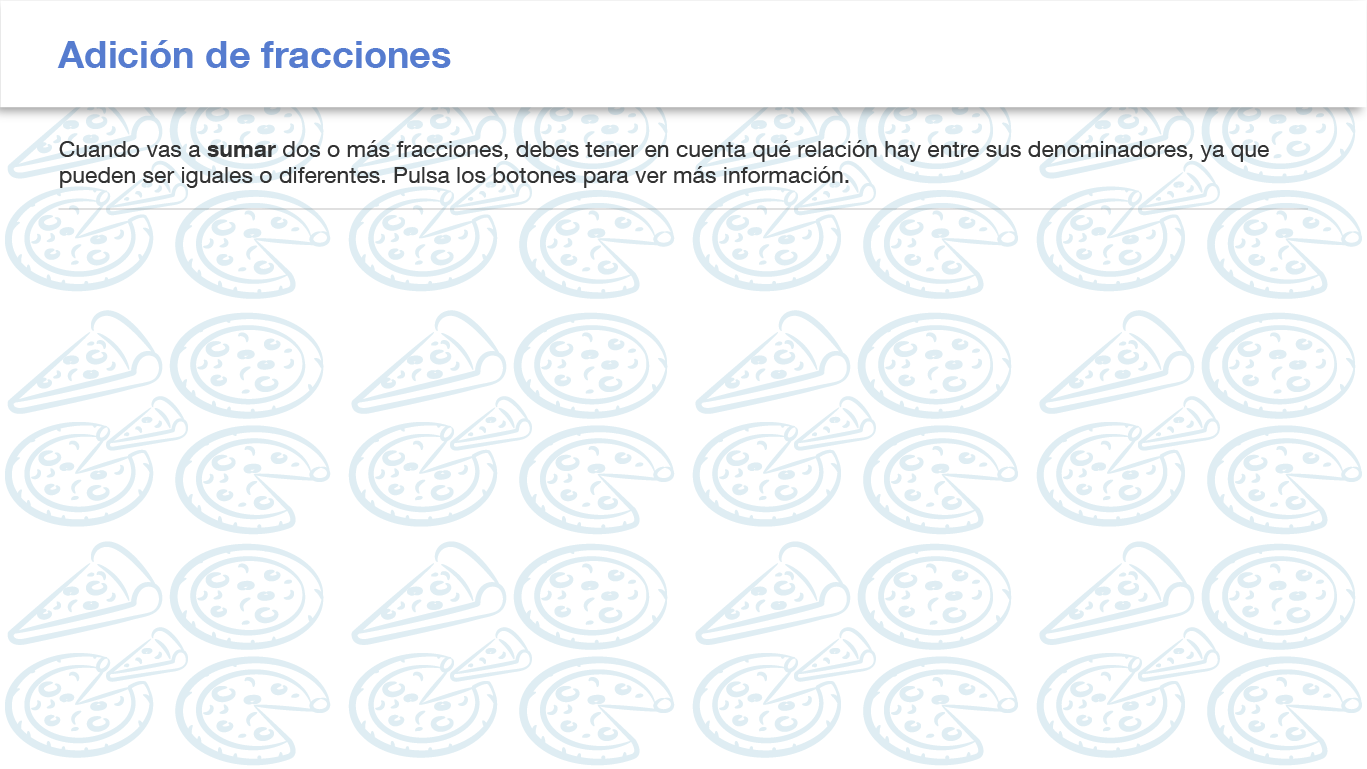 Adición de fracciones
Cuando vas a sumar dos o más fracciones, debes tener en cuenta qué relación hay entre sus denominadores, ya que
pueden ser iguales o diferentes. Pulsa los botones para ver más información.